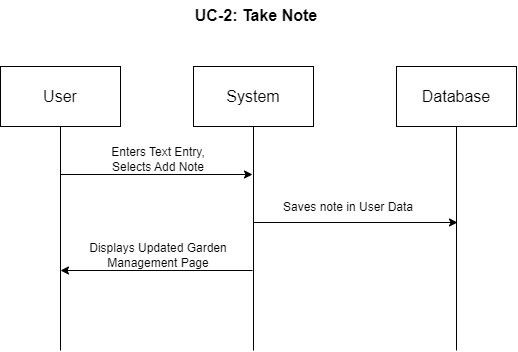 UC-2: Take Note
User
System
Database
Enters Text Entry,
Selects Add Note
Saves note in User Data
Displays Updated Garden
Management Page